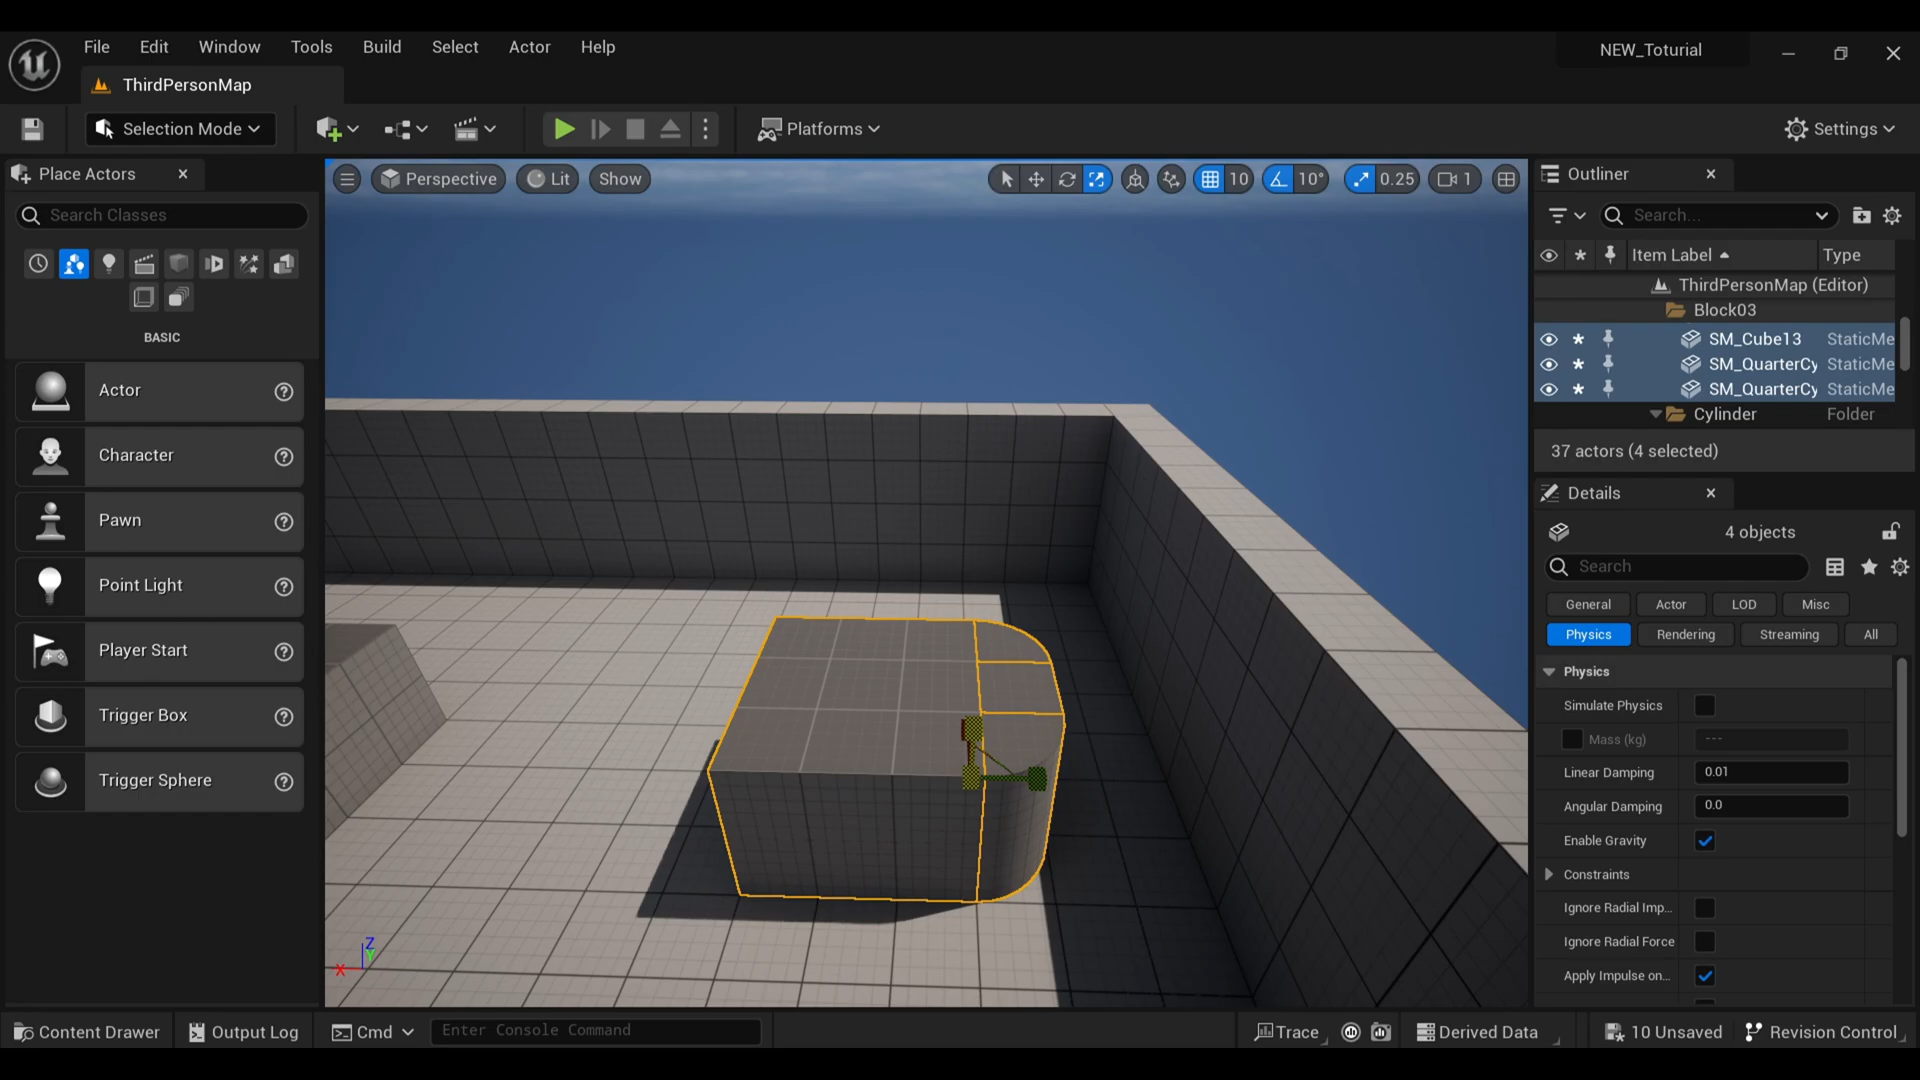 File Edit Window Tools Build Select Actor Help
NEW_Toturial
ThirdPersonMap
Selection Mode
Platforms
Settings
Place Actors
Search Classes
BASIC
Actor
Character
Pawn
Point Light
Player Start
Trigger Box
Trigger Sphere
Perspective
Lit
Show
10
10°
0.25
1
X
Y
Z
Outliner
Search...
Item Label
Type
ThirdPersonMap (Editor)
Block03
SM_Cube13 StaticMe
SM_QuarterCy StaticMe
SM_QuarterCy StaticMe
Cylinder Folder
37 actors (4 selected)
Details
4 objects
Search
General Actor LOD Misc
Physics Rendering Streaming All
Physics
Simulate Physics
Mass (kg) ---
Linear Damping 0.01
Angular Damping 0.0
Enable Gravity
Constraints
Ignore Radial Imp...
Ignore Radial Force
Apply Impulse on...
Content Drawer
Output Log
Cmd
Enter Console Command
Trace
Derived Data
10 Unsaved
Revision Control